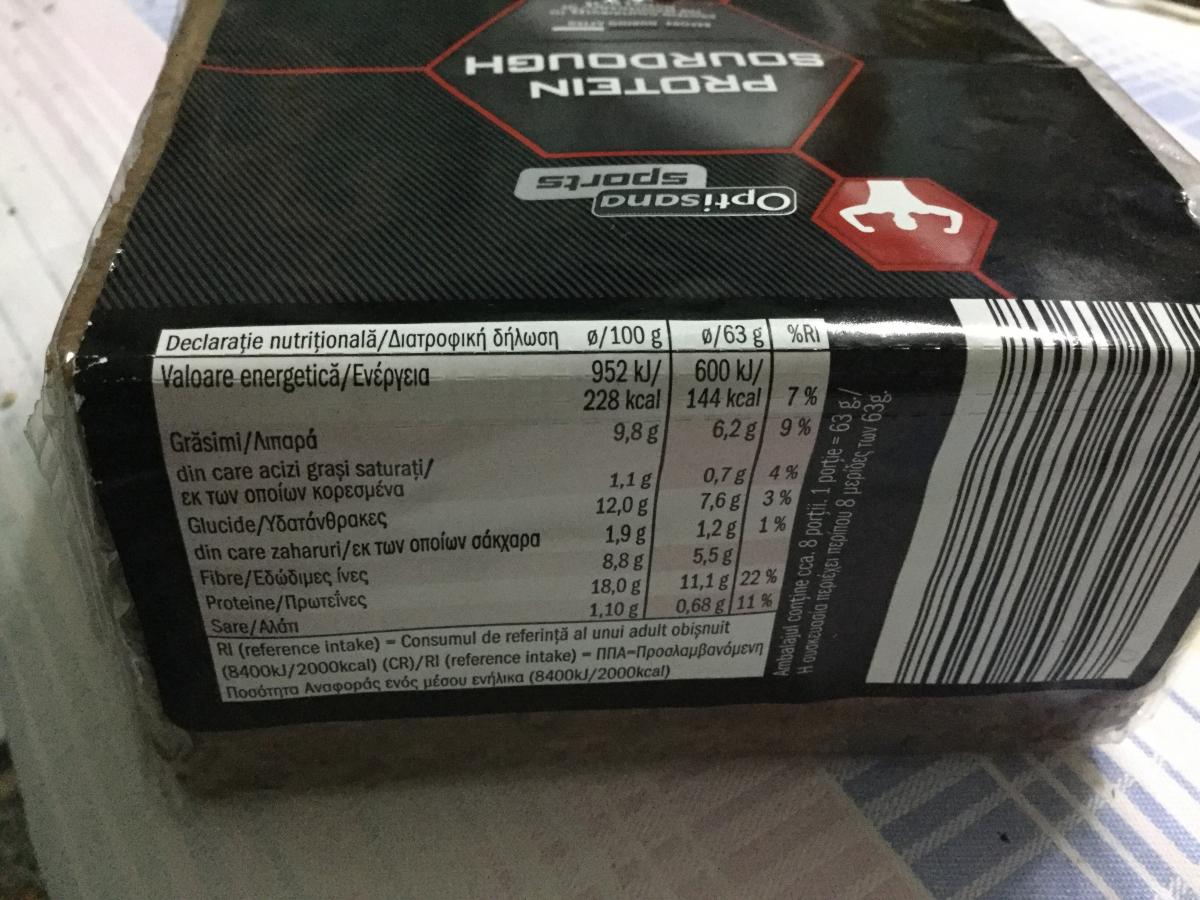 PROTEIN
SOURDOUGH
Optisana
sports
Declarație nutrițională/Διατροφική δήλωση ø/100 g ø/63 g %RI
Valoare energetică/Ενέργεια 952 kJ/ 600 kJ/
228 kcal 144 kcal 7 %
Grăsimi/Λιπαρά 9,8 g 6,2 g 9 %
din care acizi grași saturați/
εκ των οποίων κορεσμένα 1,1 g 0,7 g 4 %
Glucide/Υδατάνθρακες 12,0 g 7,6 g 3 %
din care zaharuri/εκ των οποίων σάκχαρα 1,9 g 1,2 g 1 %
Fibre/Εδώδιμες ίνες 8,8 g 5,5 g
Proteine/Πρωτεΐνες 18,0 g 11,1 g 22 %
Sare/Αλάτι 1,10 g 0,68 g 11 %
RI (reference intake) = Consumul de referință al unui adult obișnuit
(8400kJ/2000kcal) (CR)/RI (reference intake) = ΠΠΑ=Προσλαμβανόμενη
Ποσότητα Αναφοράς ενός μέσου ενήλικα (8400kJ/2000kcal)
Ambalajul conține cca. 8 porții. 1 porție = 63 g./
Η συσκευασία περιέχει περίπου 8 μερίδες των 63g.